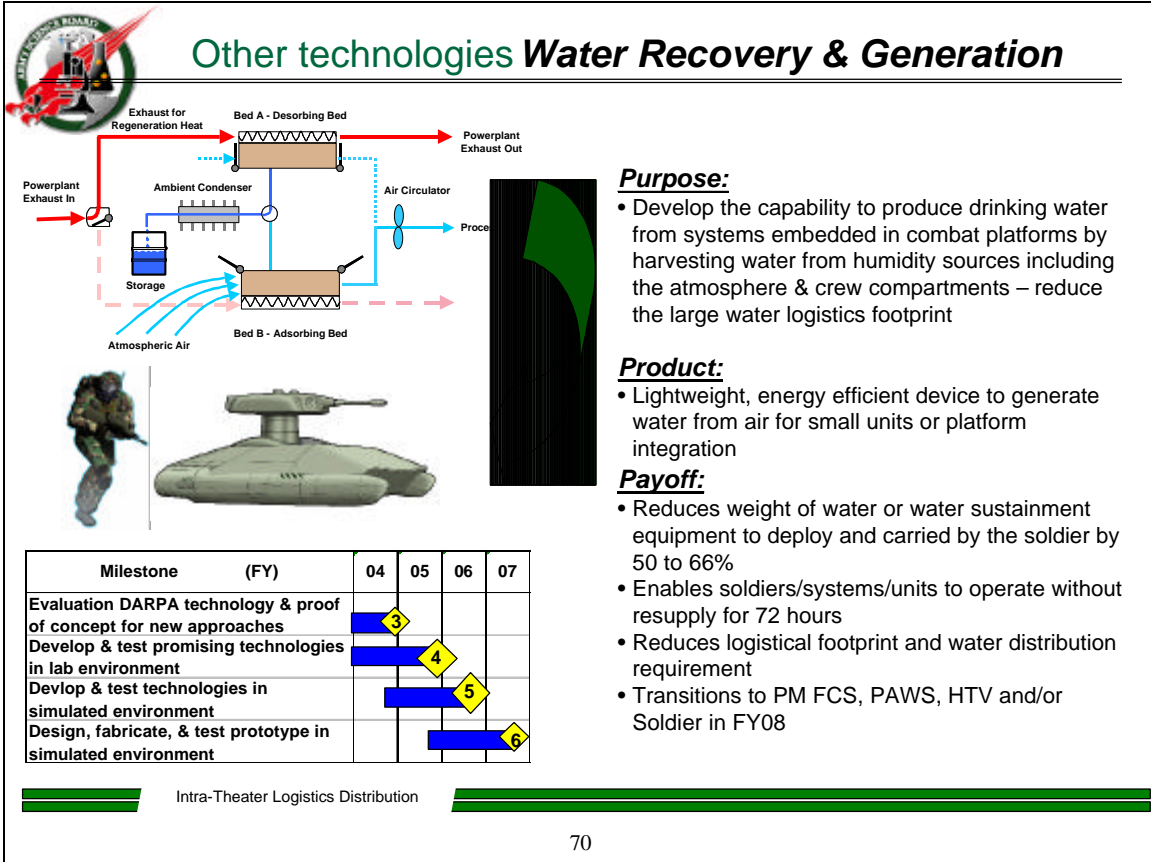 ARMY SCIENCE BOARD
Other technologies Water Recovery & Generation
Exhaust for
Regeneration Heat
Bed A - Desorbing Bed
Powerplant
Exhaust Out
Powerplant
Exhaust In
Ambient Condenser
Air Circulator
Proce
Storage
Atmospheric Air
Bed B - Adsorbing Bed
Purpose:
• Develop the capability to produce drinking water
from systems embedded in combat platforms by
harvesting water from humidity sources including
the atmosphere & crew compartments – reduce
the large water logistics footprint
Product:
• Lightweight, energy efficient device to generate
water from air for small units or platform
integration
Payoff:
• Reduces weight of water or water sustainment
equipment to deploy and carried by the soldier by
50 to 66%
• Enables soldiers/systems/units to operate without
resupply for 72 hours
• Reduces logistical footprint and water distribution
requirement
• Transitions to PM FCS, PAWS, HTV and/or
Soldier in FY08
Milestone (FY) 04 05 06 07
Evaluation DARPA technology & proof
of concept for new approaches
3
Develop & test promising technologies
in lab environment
4
Devlop & test technologies in
simulated environment
5
Design, fabricate, & test prototype in
simulated environment
6
Intra-Theater Logistics Distribution
70